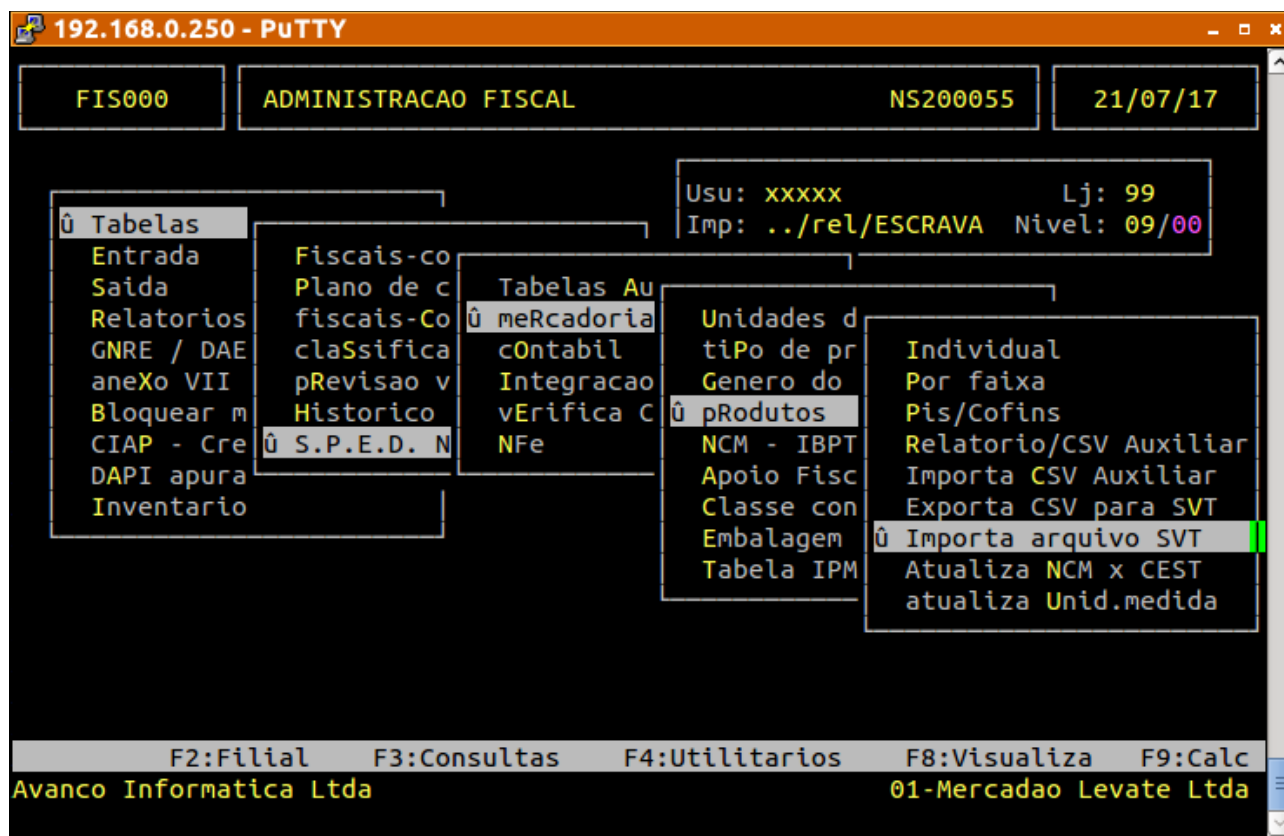 192.168.0.250 - PuTTY
FIS000 ADMINISTRACAO FISCAL NS200055 21/07/17
Usu: xxxxx Lj: 99
Imp: ../rel/ESCRAVA Nivel: 09/00
û Tabelas
Entrada
Saida
Relatorios
GNRE / DAE
aneXo VII
Bloquear m
CIAP - Cre
DAPI apura
Inventario
Fiscais-co
Plano de c
fiscais-Co
claSsifica
pRevisao v
Historico
û S.P.E.D. N
Tabelas Au
û meRcadoria
cOntabil
Integracao
vErifica C
NFe
Unidades d
tiPo de pr
Genero do
û pRodutos
NCM - IBPT
Apoio Fisc
Classe con
Embalagem
Tabela IPM
Individual
Por faixa
Pis/Cofins
Relatorio/CSV Auxiliar
Importa CSV Auxiliar
Exporta CSV para SVT
û Importa arquivo SVT
Atualiza NCM x CEST
atualiza Unid.medida
F2:Filial F3:Consultas F4:Utilitarios F8:Visualiza F9:Calc
Avanco Informatica Ltda 01-Mercadao Levate Ltda